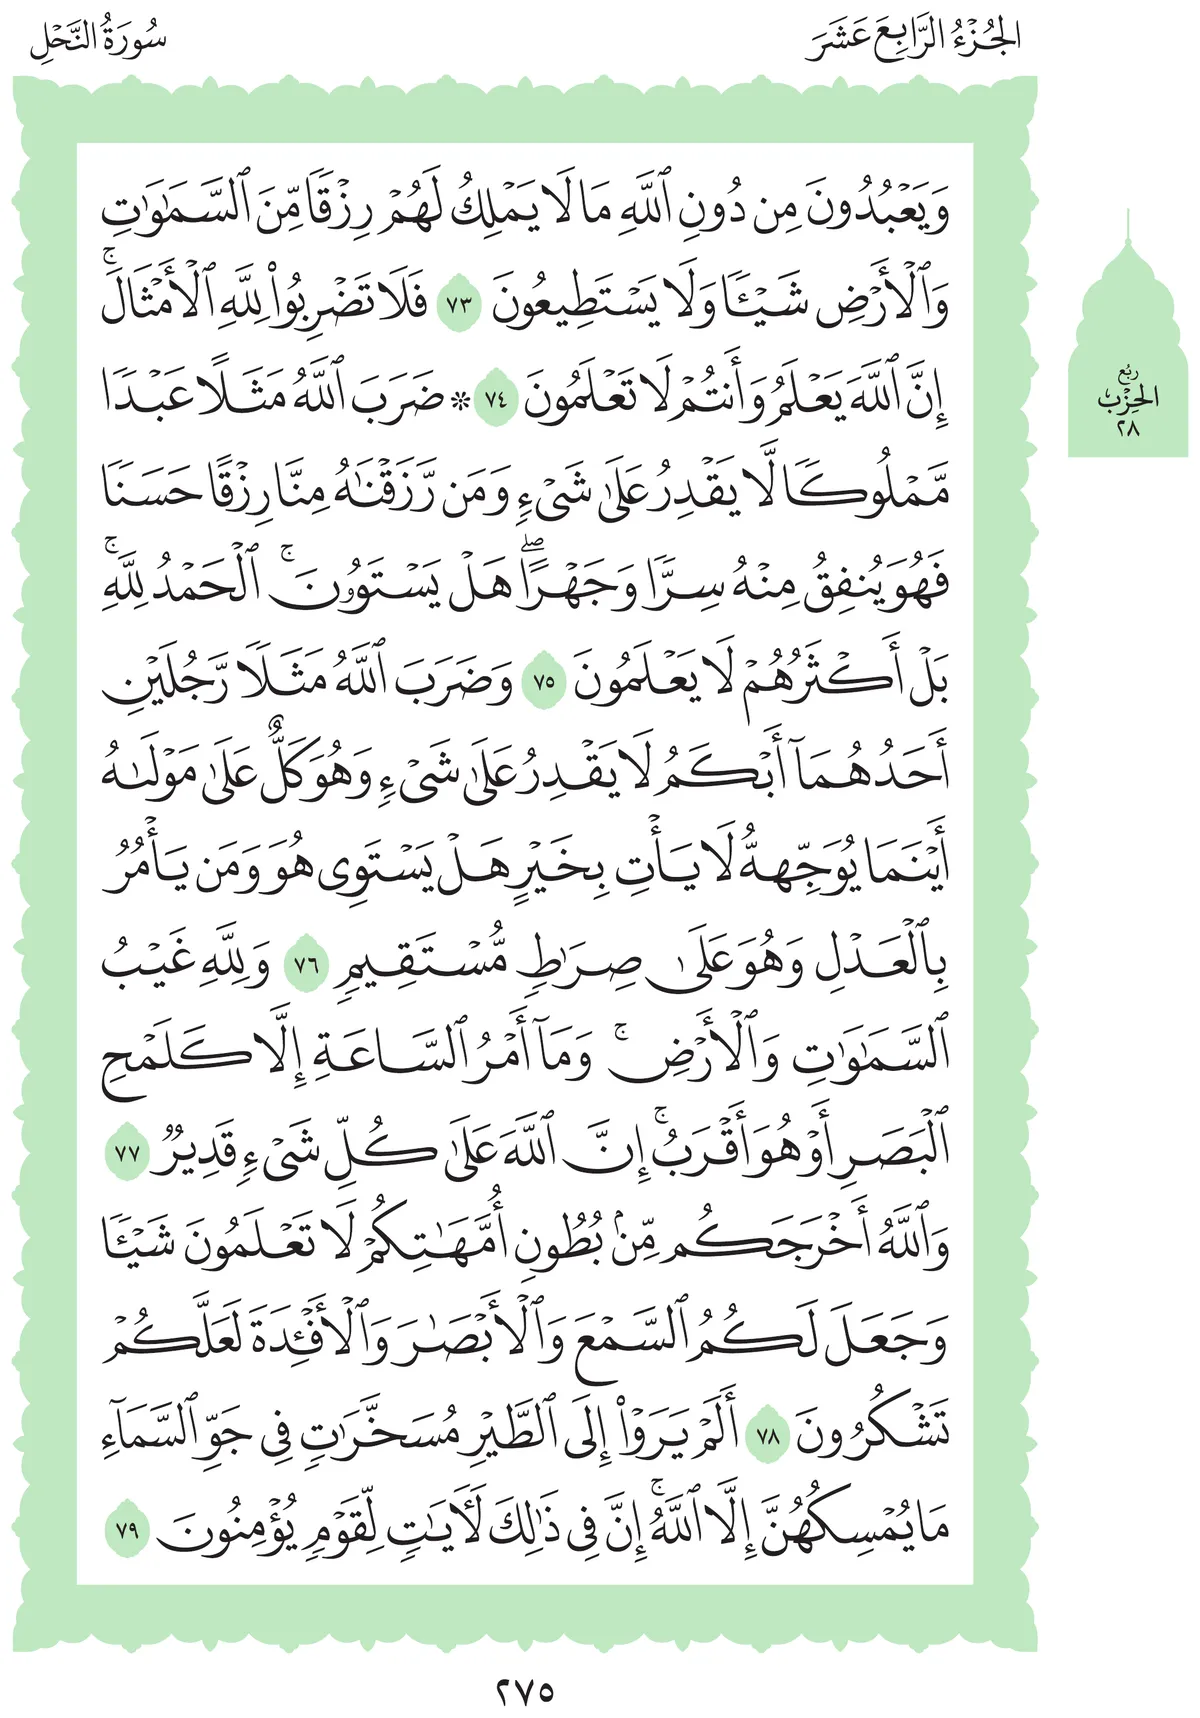 الجُزْءُ الرَّابِعَ عَشَرَ
سُورَةُ النَّحْلِ
وَيَعْبُدُونَ مِن دُونِ ٱللَّهِ مَا لَا يَمْلِكُ لَهُمْ رِزْقًا مِّنَ ٱلسَّمَٰوَٰتِ
وَٱلْأَرْضِ شَيْـًٔا وَلَا يَسْتَطِيعُونَ ٧٣ فَلَا تَضْرِبُوا۟ لِلَّهِ ٱلْأَمْثَالَ ۚ
إِنَّ ٱللَّهَ يَعْلَمُ وَأَنتُمْ لَا تَعْلَمُونَ ٧٤ * ضَرَبَ ٱللَّهُ مَثَلًا عَبْدًا
مَّمْلُوكًا لَّا يَقْدِرُ عَلَىٰ شَىْءٍ وَمَن رَّزَقْنَٰهُ مِنَّا رِزْقًا حَسَنًا
فَهُوَ يُنفِقُ مِنْهُ سِرًّا وَجَهْرًا ۖ هَلْ يَسْتَوُۥنَ ۚ ٱلْحَمْدُ لِلَّهِ ۚ
بَلْ أَكْثَرُهُمْ لَا يَعْلَمُونَ ٧٥ وَضَرَبَ ٱللَّهُ مَثَلًا رَّجُلَيْنِ
أَحَدُهُمَآ أَبْكَمُ لَا يَقْدِرُ عَلَىٰ شَىْءٍ وَهُوَ كَلٌّ عَلَىٰ مَوْلَىٰهُ
أَيْنَمَا يُوَجِّههُّ لَا يَأْتِ بِخَيْرٍ هَلْ يَسْتَوِى هُوَ وَمَن يَأْمُرُ
بِٱلْعَدْلِ وَهُوَ عَلَىٰ صِرَٰطٍ مُّسْتَقِيمٍ ٧٦ وَلِلَّهِ غَيْبُ
ٱلسَّمَٰوَٰتِ وَٱلْأَرْضِ ۚ وَمَآ أَمْرُ ٱلسَّاعَةِ إِلَّا كَلَمْحِ
ٱلْبَصَرِ أَوْ هُوَ أَقْرَبُ ۚ إِنَّ ٱللَّهَ عَلَىٰ كُلِّ شَىْءٍ قَدِيرٌ ٧٧
وَٱللَّهُ أَخْرَجَكُم مِّنۢ بُطُونِ أُمَّهَٰتِكُمْ لَا تَعْلَمُونَ شَيْـًٔا
وَجَعَلَ لَكُمُ ٱلسَّمْعَ وَٱلْأَبْصَٰرَ وَٱلْأَفْـِٔدَةَ لَعَلَّكُمْ
تَشْكُرُونَ ٧٨ أَلَمْ يَرَوْا۟ إِلَى ٱلطَّيْرِ مُسَخَّرَٰتٍ فِى جَوِّ ٱلسَّمَآءِ
مَا يُمْسِكُهُنَّ إِلَّا ٱللَّهُ ۚ إِنَّ فِى ذَٰلِكَ لَـَٔايَٰتٍ لِّقَوْمٍ يُؤْمِنُونَ ٧٩
رُبُع
الحِزْب
٢٨
٢٧٥